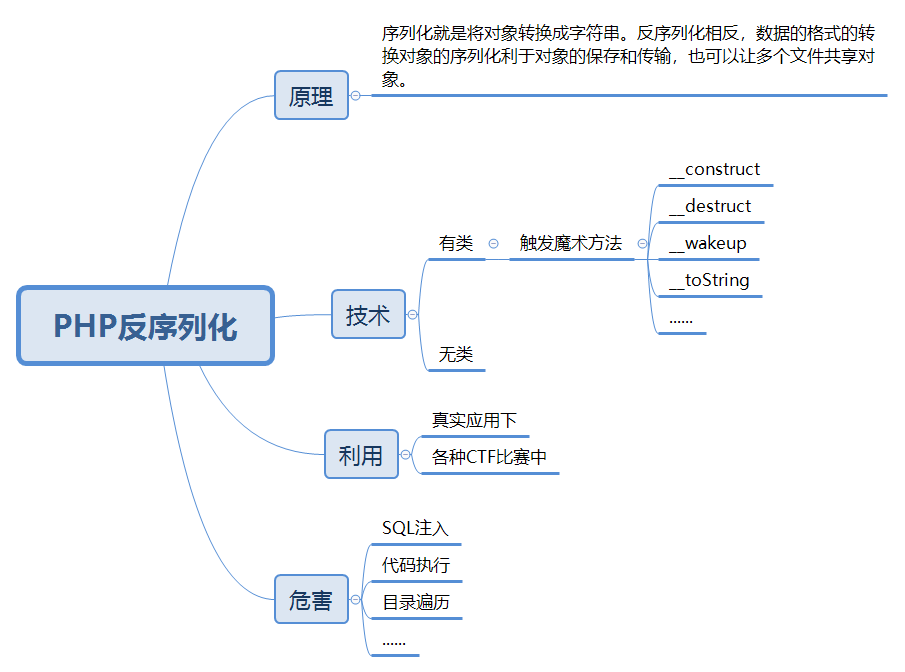 序列化就是将对象转换成字符串。反序列化相反，数据的格式的转
换对象的序列化利于对象的保存和传输，也可以让多个文件共享对
象。
原理
__construct
__destruct
有类
触发魔术方法
__wakeup
__toString
......
技术
PHP反序列化
无类
真实应用下
利用
各种CTF比赛中
SQL注入
代码执行
危害
目录遍历
......